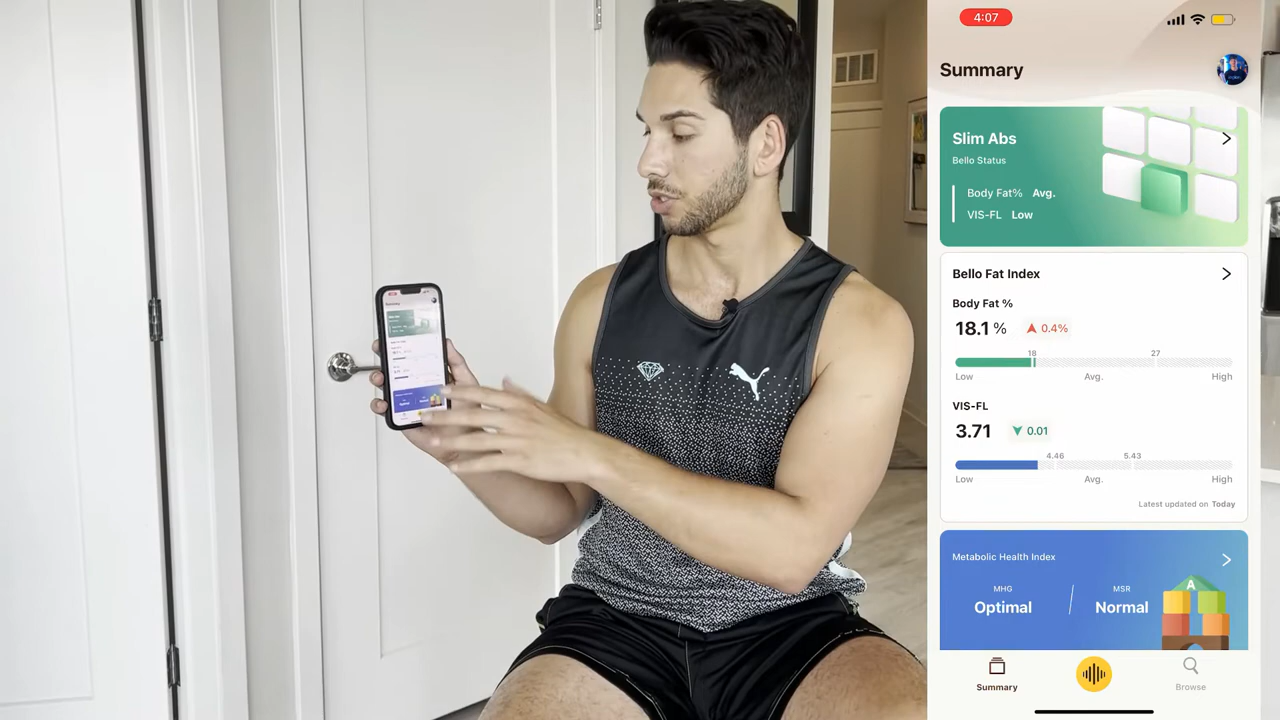 4:07
Summary
Slim Abs
Bello Status
Body Fat% Avg.
VIS-FL Low
Bello Fat Index
Body Fat %
18.1 % 0.4%
18 27
Low Avg. High
VIS-FL
3.71 0.01
4.46 5.43
Low Avg. High
Latest updated on Today
Metabolic Health Index
A
MHG MSR
Optimal Normal
Summary Browse